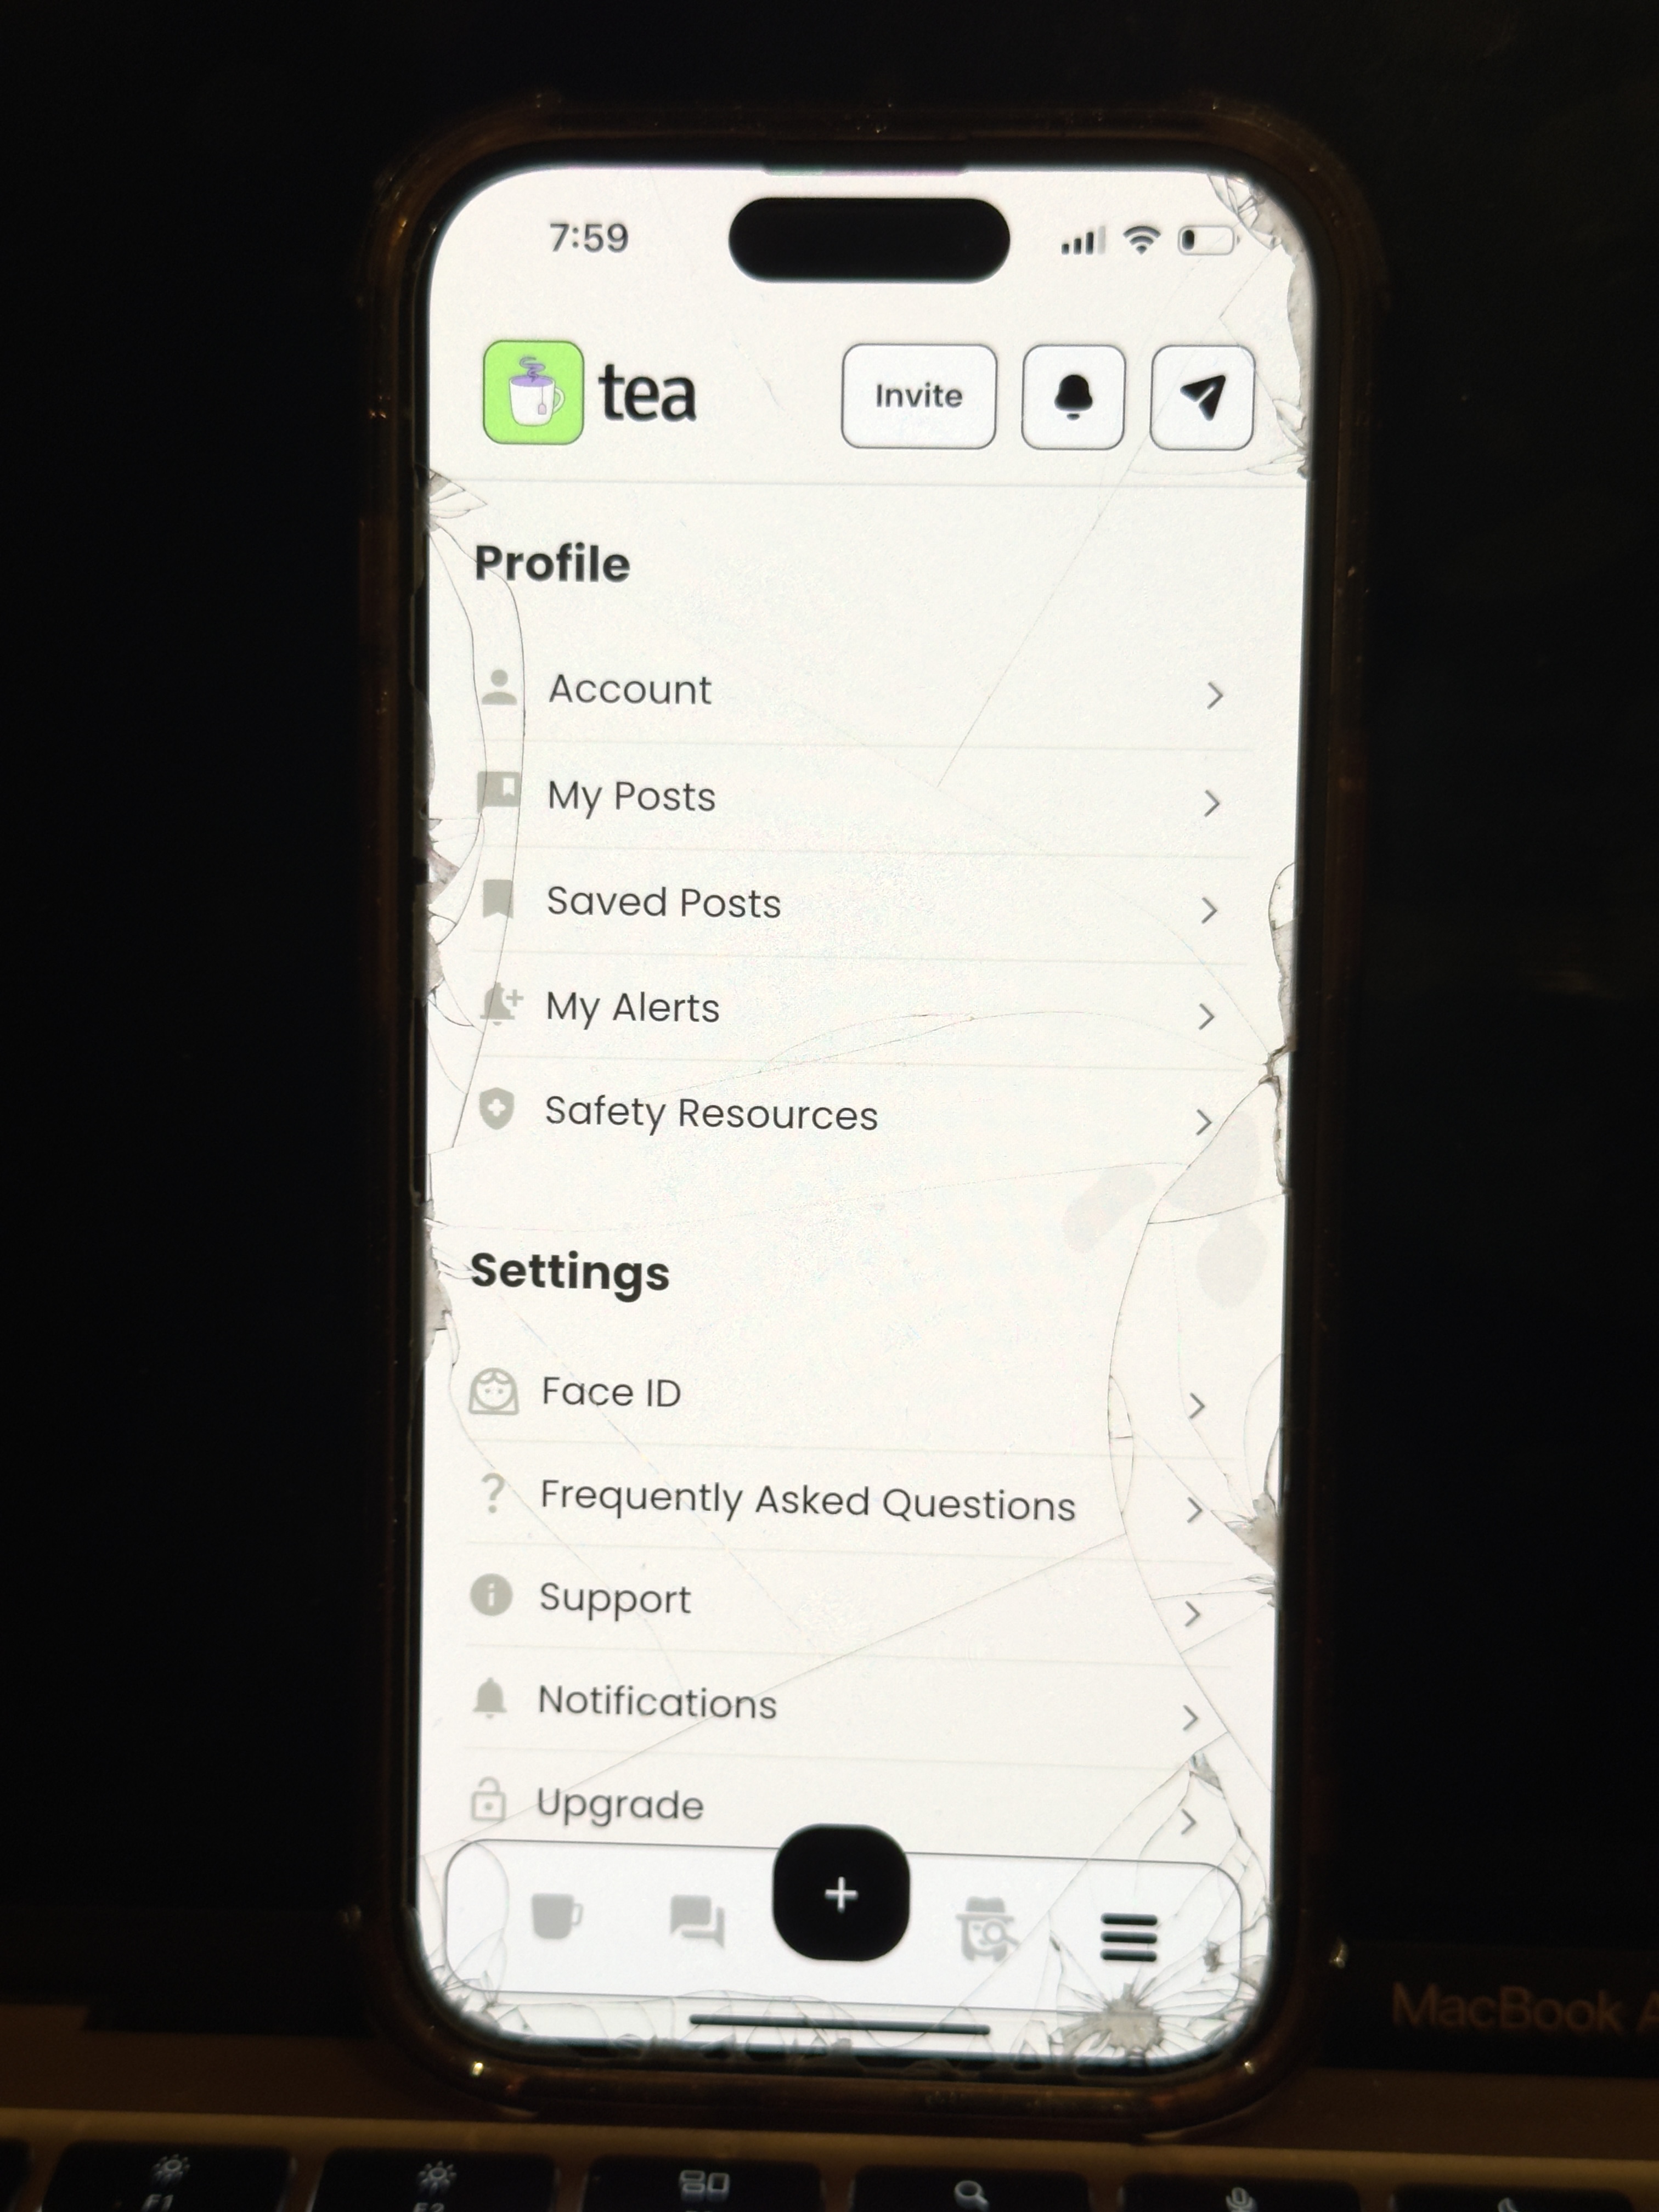 7:59
tea
Invite
Profile
Account
My Posts
Saved Posts
My Alerts
Safety Resources
Settings
Face ID
Frequently Asked Questions
Support
Notifications
Upgrade
MacBook A
F1
F2